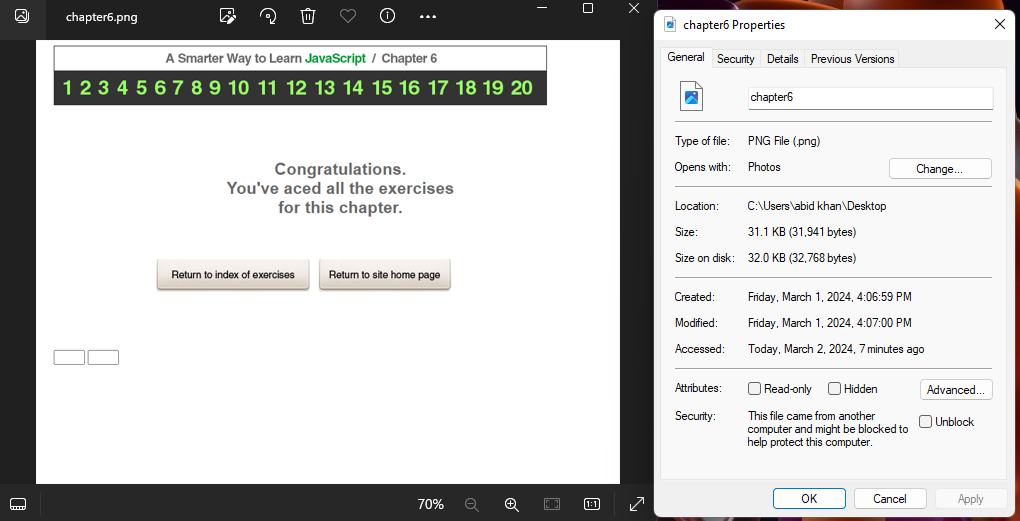 chapter6.png
A Smarter Way to Learn JavaScript / Chapter 6
1 2 3 4 5 6 7 8 9 10 11 12 13 14 15 16 17 18 19 20
Congratulations.
You've aced all the exercises
for this chapter.
Return to index of exercises
Return to site home page
70%
1:1
chapter6 Properties
General Security Details Previous Versions
chapter6
Type of file: PNG File (.png)
Opens with: Photos Change...
Location: C:\Users\abid khan\Desktop
Size: 31.1 KB (31,941 bytes)
Size on disk: 32.0 KB (32,768 bytes)
Created: Friday, March 1, 2024, 4:06:59 PM
Modified: Friday, March 1, 2024, 4:07:00 PM
Accessed: Today, March 2, 2024, 7 minutes ago
Attributes: Read-only Hidden Advanced...
Security: This file came from another
computer and might be blocked to
help protect this computer.
Unblock
OK Cancel Apply